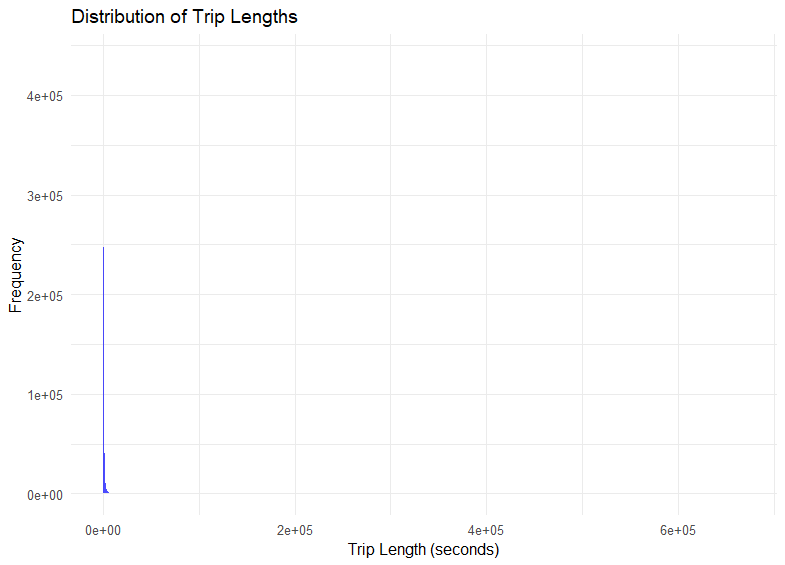 Distribution of Trip Lengths
4e+05
3e+05
2e+05
1e+05
0e+00
Frequency
0e+00 2e+05 4e+05 6e+05
Trip Length (seconds)